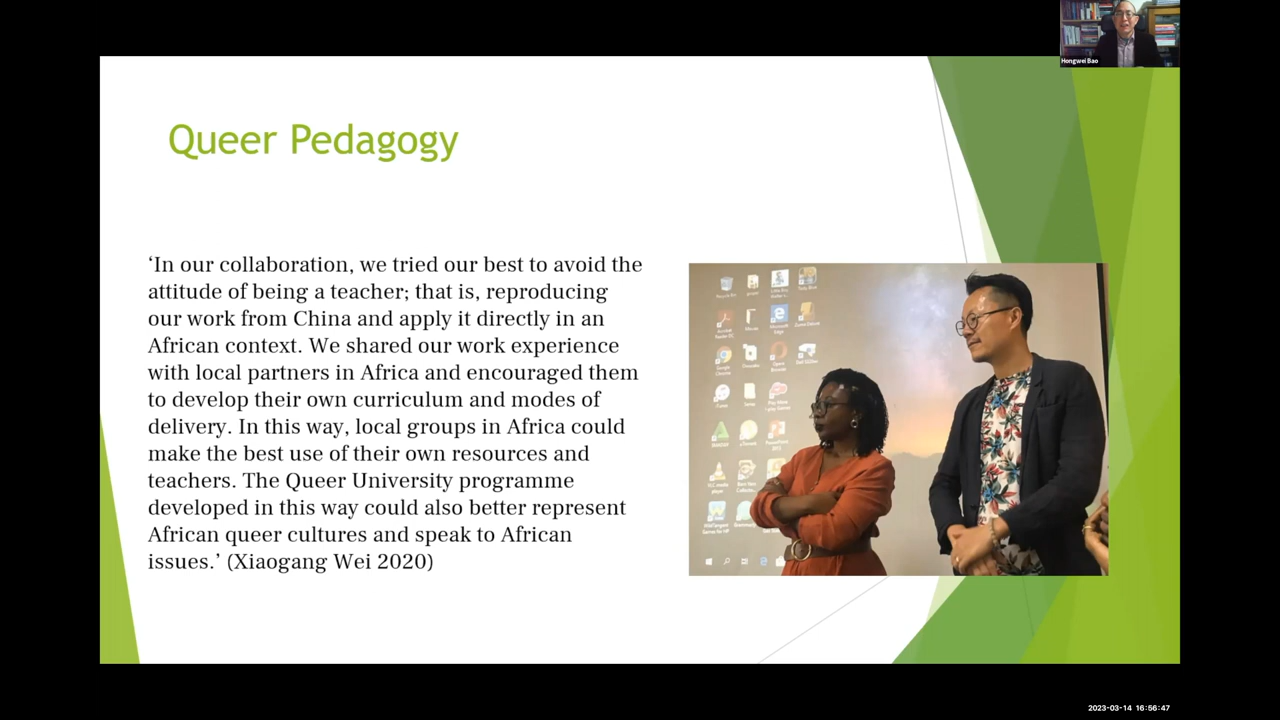 Hongwei Bao
Queer Pedagogy
‘In our collaboration, we tried our best to avoid the
attitude of being a teacher; that is, reproducing
our work from China and apply it directly in an
African context. We shared our work experience
with local partners in Africa and encouraged them
to develop their own curriculum and modes of
delivery. In this way, local groups in Africa could
make the best use of their own resources and
teachers. The Queer University programme
developed in this way could also better represent
African queer cultures and speak to African
issues.’ (Xiaogang Wei 2020)
2023-03-14 16:56:47